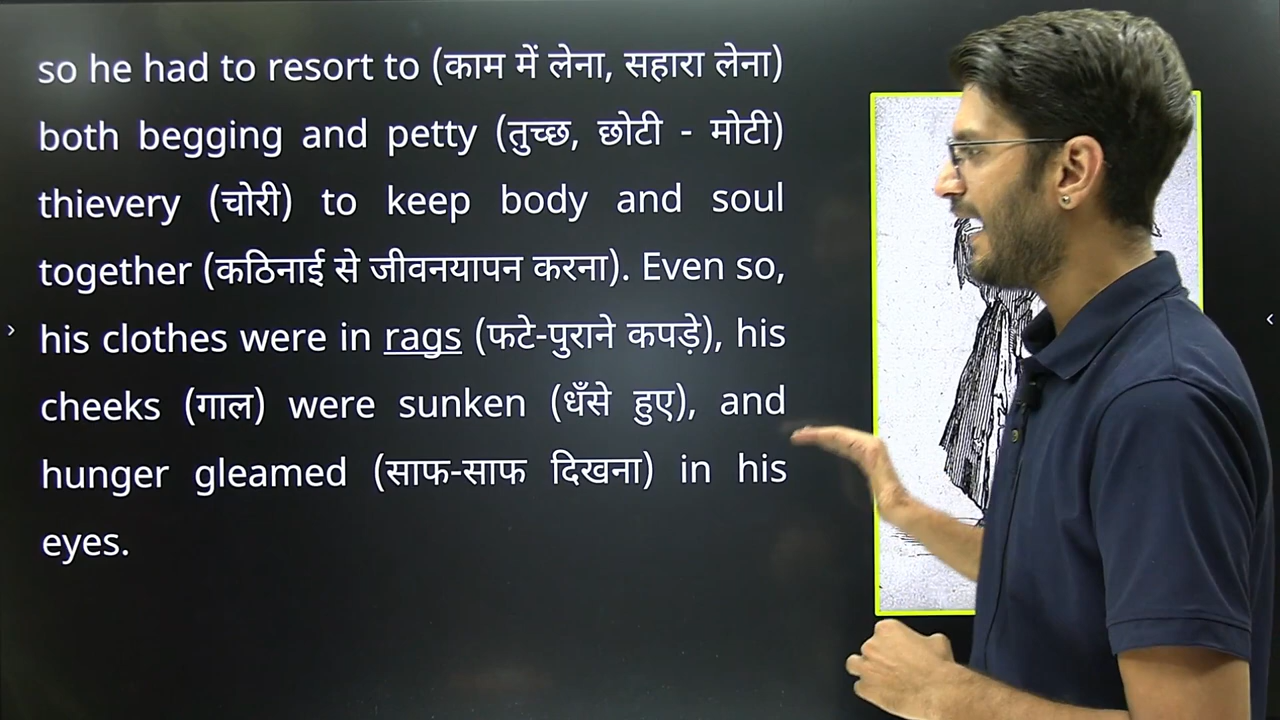 so he had to resort to (काम में लेना, सहारा लेना)
both begging and petty (तुच्छ, छोटी - मोटी)
thievery (चोरी) to keep body and soul
together (कठिनाई से जीवनयापन करना). Even so,
his clothes were in rags (फटे-पुराने कपड़े), his
cheeks (गाल) were sunken (धँसे हुए), and
hunger gleamed (साफ-साफ दिखना) in his
eyes.